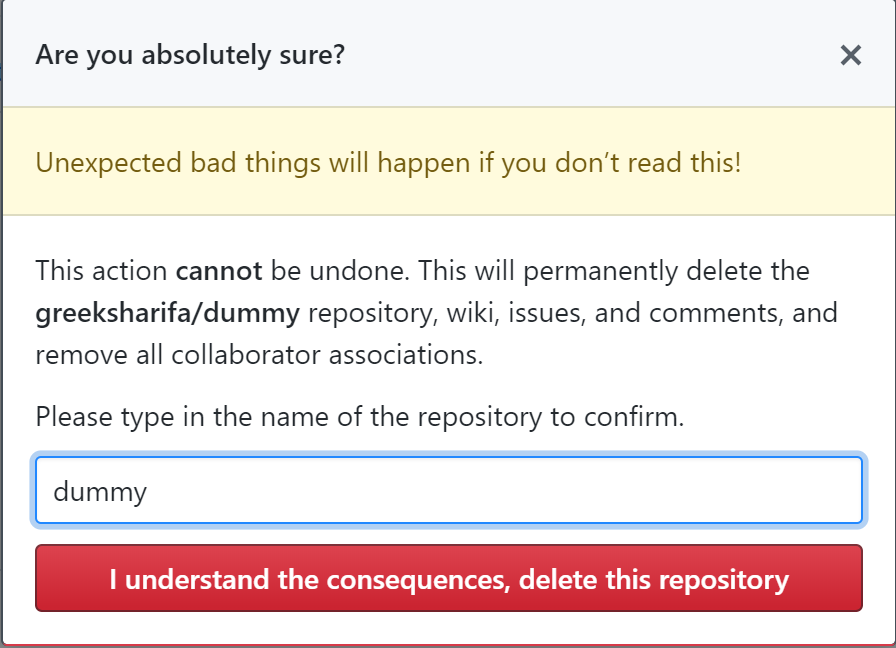 Are you absolutely sure?
Unexpected bad things will happen if you don’t read this!
This action cannot be undone. This will permanently delete the
greeksharifa/dummy repository, wiki, issues, and comments, and
remove all collaborator associations.
Please type in the name of the repository to confirm.
dummy
I understand the consequences, delete this repository